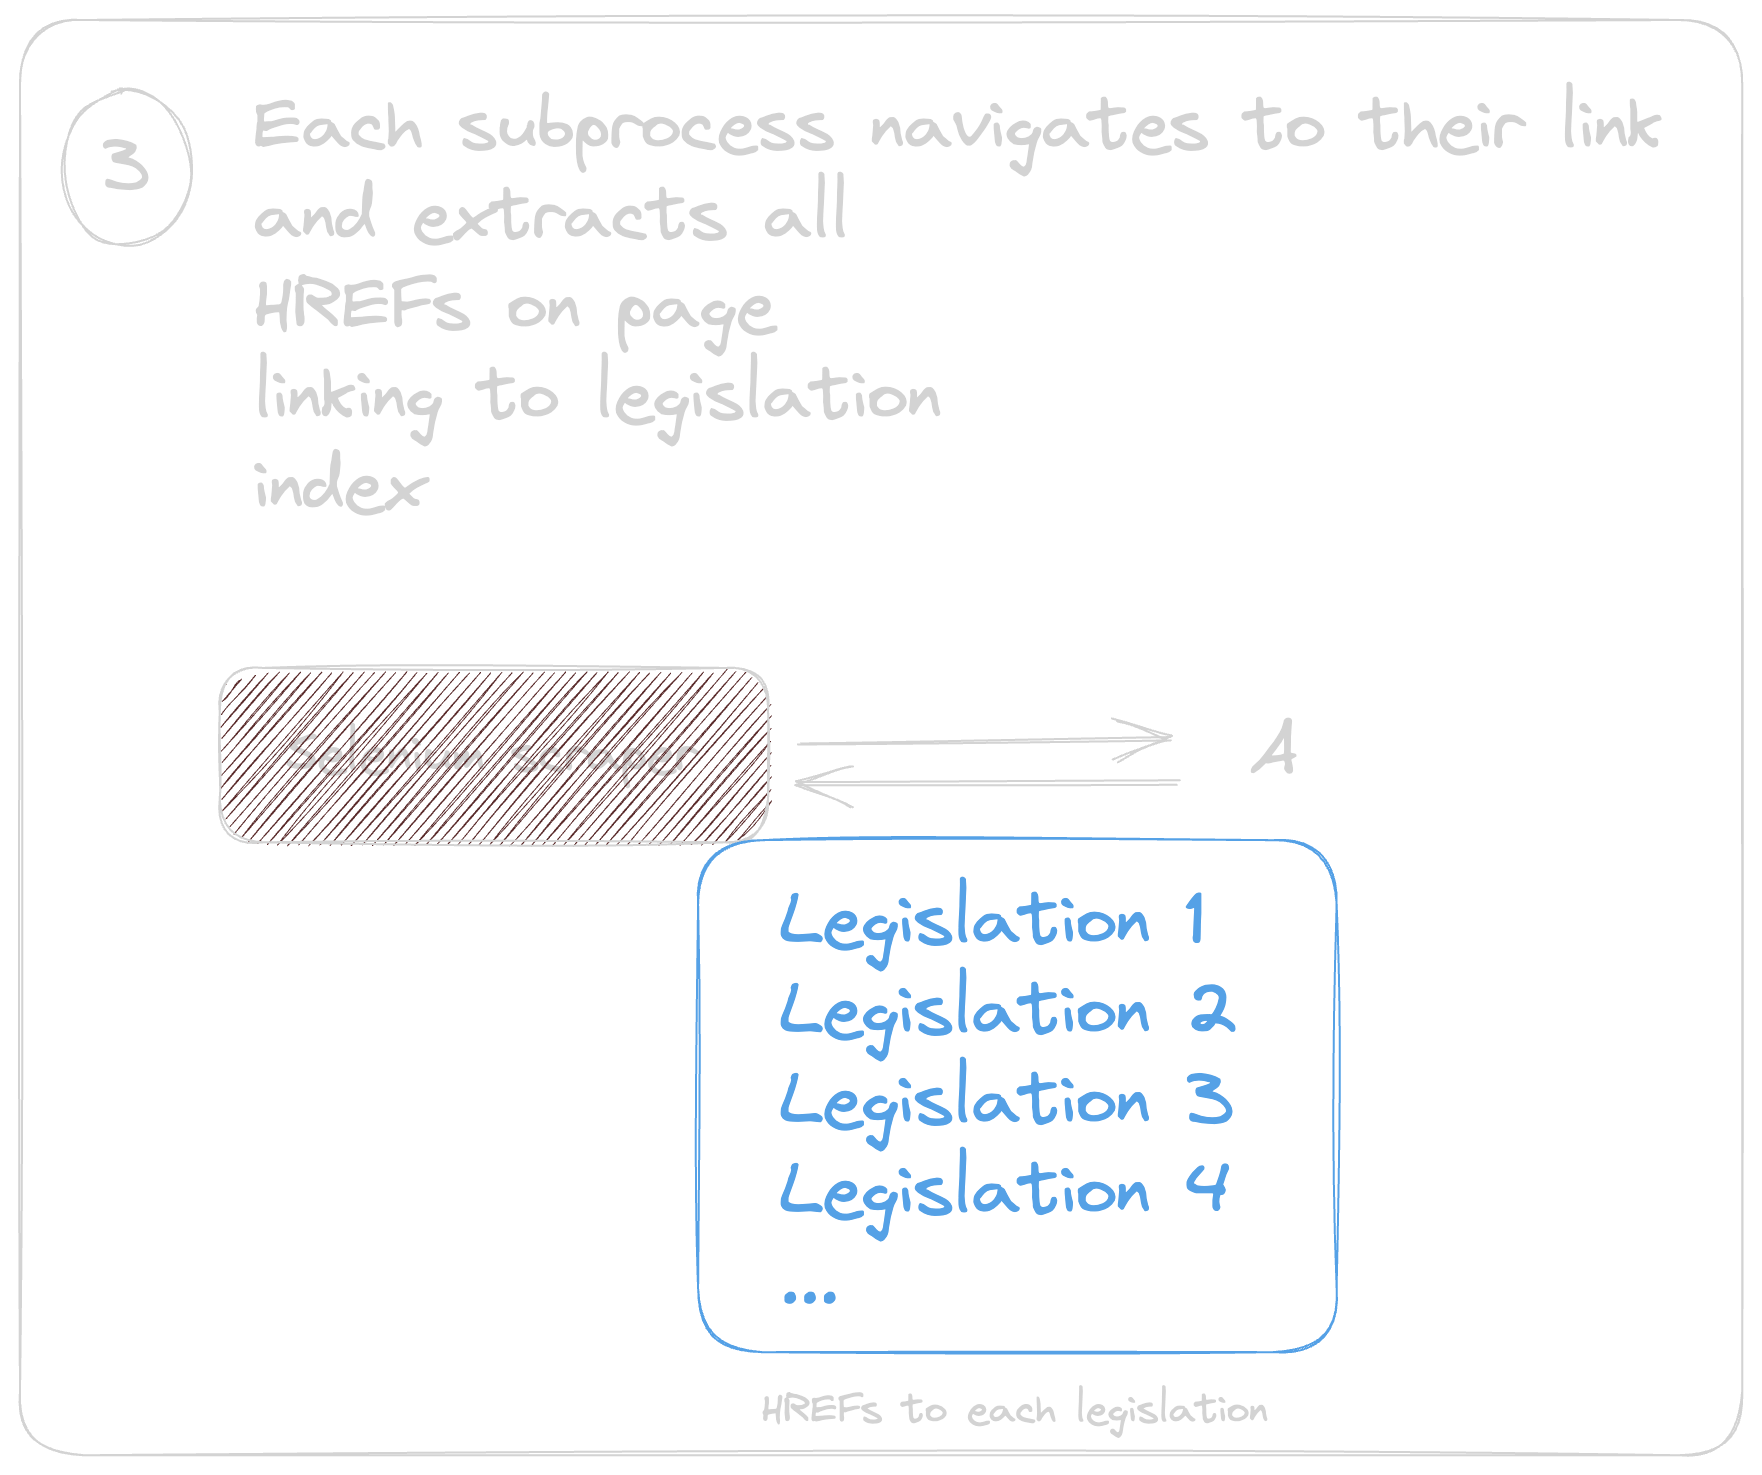 3
Each subprocess navigates to their link
and extracts all
HREFs on page
linking to legislation
index
Selenium scraper
A
Legislation 1
Legislation 2
Legislation 3
Legislation 4
...
HREFs to each legislation